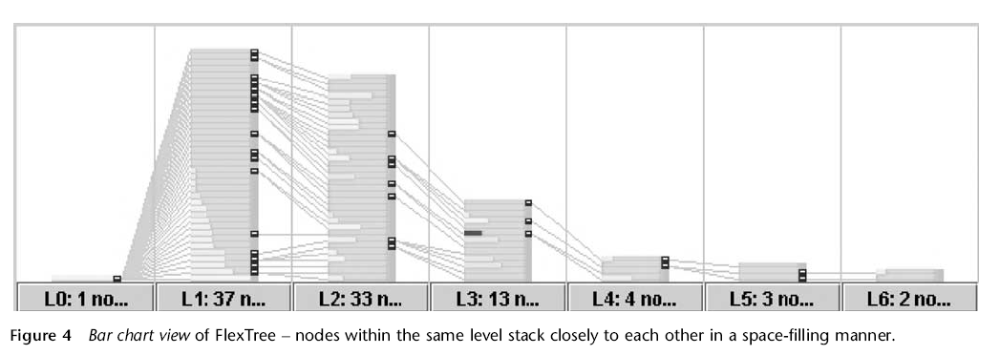 L0: 1 no...
L1: 37 n...
L2: 33 n...
L3: 13 n...
L4: 4 no...
L5: 3 no...
L6: 2 no...
Figure 4 Bar chart view of FlexTree – nodes within the same level stack closely to each other in a space-filling manner.